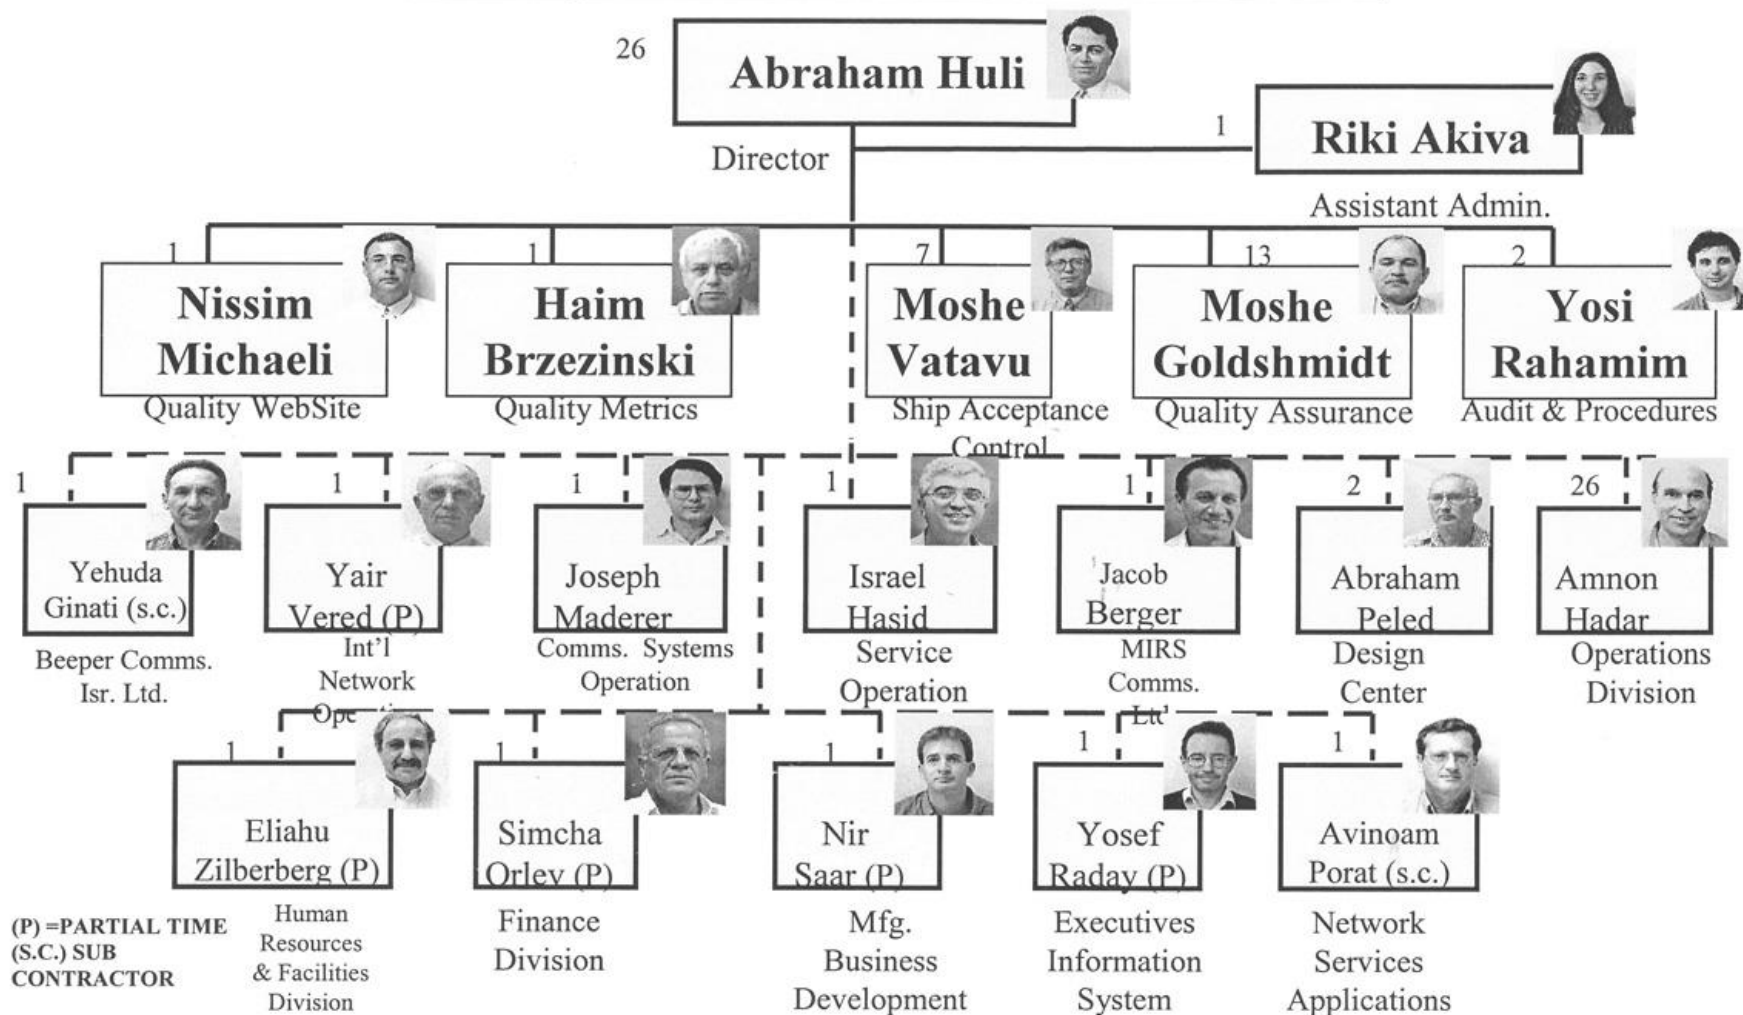 26
Abraham Huli
1
Riki Akiva
Director
Assistant Admin.
1
Nissim
Michaeli
Quality WebSite
1
Haim
Brzezinski
Quality Metrics
7
Moshe
Vatavu
Ship Acceptance
Control
13
Moshe
Goldshmidt
Quality Assurance
2
Yosi
Rahamim
Audit & Procedures
1
Yehuda
Ginati (s.c.)
Beeper Comms.
Isr. Ltd.
1
Yair
Vered (P)
Int'l
Network
1
Joseph
Maderer
Comms. Systems
Operation
1
Israel
Hasid
Service
Operation
1
Jacob
Berger
MIRS
Comms.
2
Abraham
Peled
Design
Center
26
Amnon
Hadar
Operations
Division
1
Eliahu
Zilberberg (P)
Human
Resources
& Facilities
Division
1
Simcha
Orlev (P)
Finance
Division
1
Nir
Saar (P)
Mfg.
Business
Development
1
Yosef
Raday (P)
Executives
Information
System
1
Avinoam
Porat (s.c.)
Network
Services
Applications
(P) =PARTIAL TIME
(S.C.) SUB
CONTRACTOR